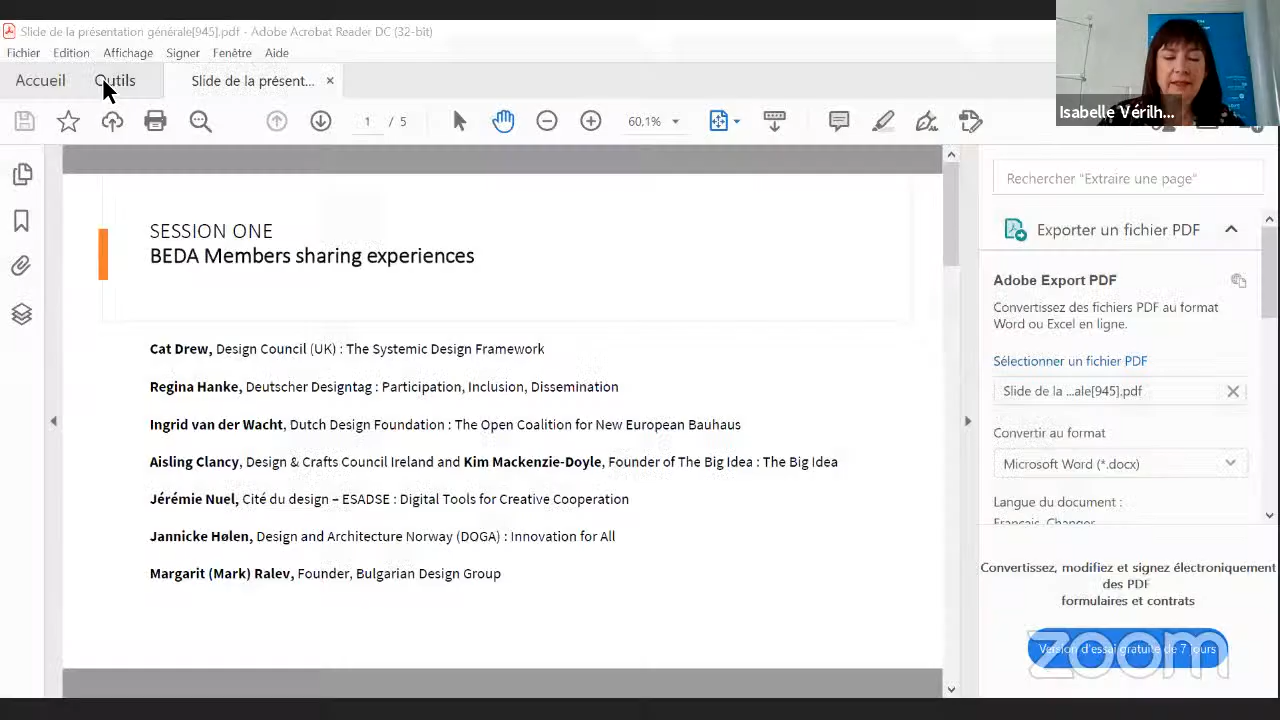 Slide de la présentation générale[945].pdf - Adobe Acrobat Reader DC (32-bit)
Fichier Edition Affichage Signer Fenêtre Aide
Accueil Outils Slide de la présent... ×
1 / 5 60,1%
Isabelle Vérilh...
SESSION ONE
BEDA Members sharing experiences
Cat Drew, Design Council (UK) : The Systemic Design Framework
Regina Hanke, Deutscher Designtag : Participation, Inclusion, Dissemination
Ingrid van der Wacht, Dutch Design Foundation : The Open Coalition for New European Bauhaus
Aisling Clancy, Design & Crafts Council Ireland and Kim Mackenzie-Doyle, Founder of The Big Idea : The Big Idea
Jérémie Nuel, Cité du design – ESADSE : Digital Tools for Creative Cooperation
Jannicke Hølen, Design and Architecture Norway (DOGA) : Innovation for All
Margarit (Mark) Ralev, Founder, Bulgarian Design Group
Rechercher "Extraire une page"
Exporter un fichier PDF
Adobe Export PDF
Convertissez des fichiers PDF au format
Word ou Excel en ligne.
Sélectionner un fichier PDF
Slide de la ...ale[945].pdf
Convertir au format
Microsoft Word (*.docx)
Langue du document :
Français Changer
Convertissez, modifiez et signez électroniquement
des PDF
formulaires et contrats
Version d'essai gratuite de 7 jours
zoom